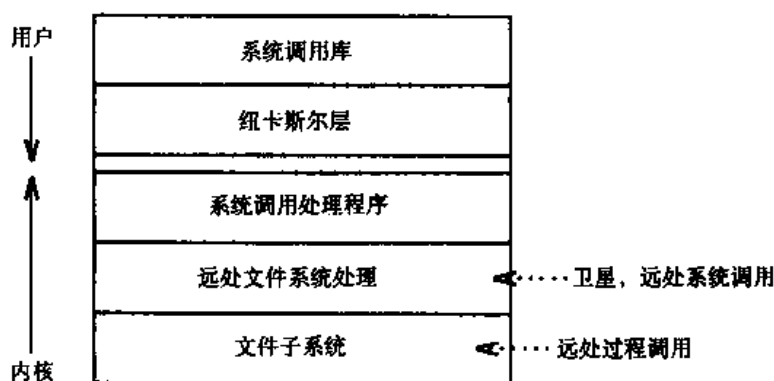 用户
系统调用库
纽卡斯尔层
系统调用处理程序
远处文件系统处理
卫星，远处系统调用
文件子系统
远处过程调用
内核